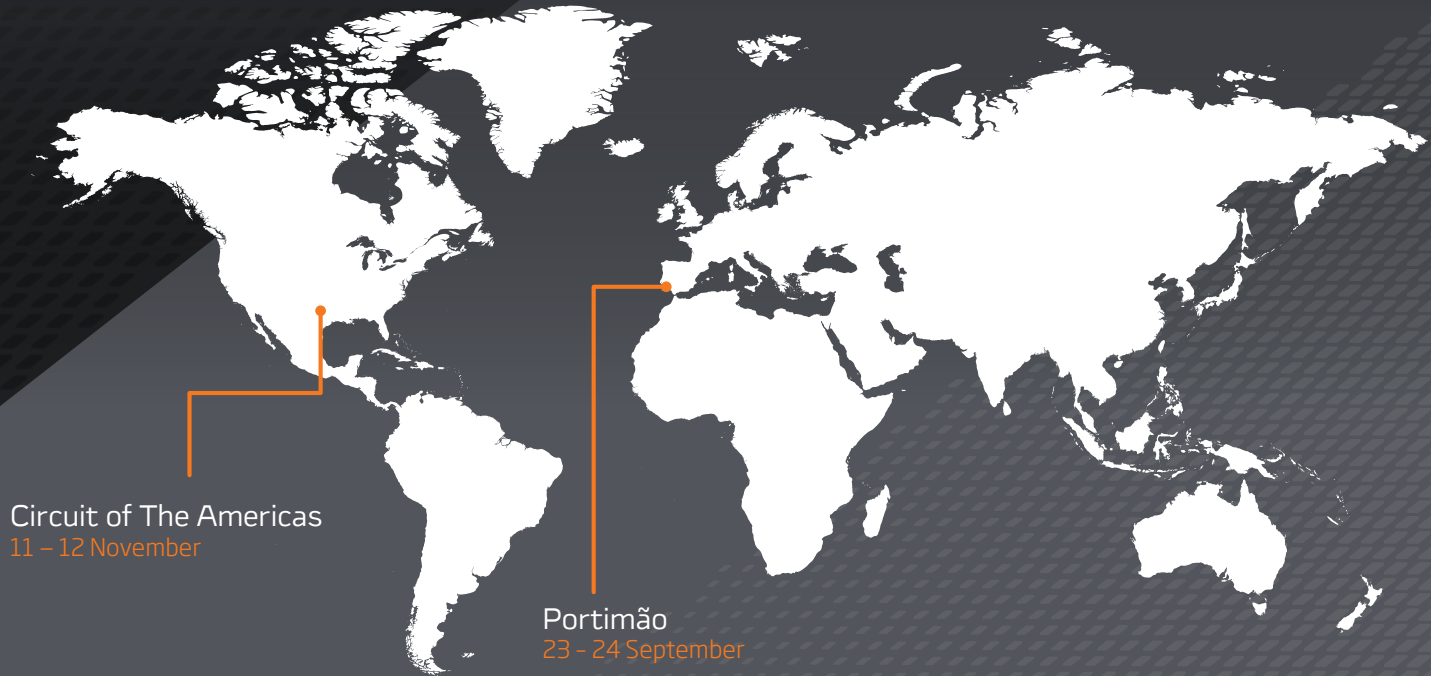 Circuit of The Americas
11 – 12 November
Portimão
23 – 24 September